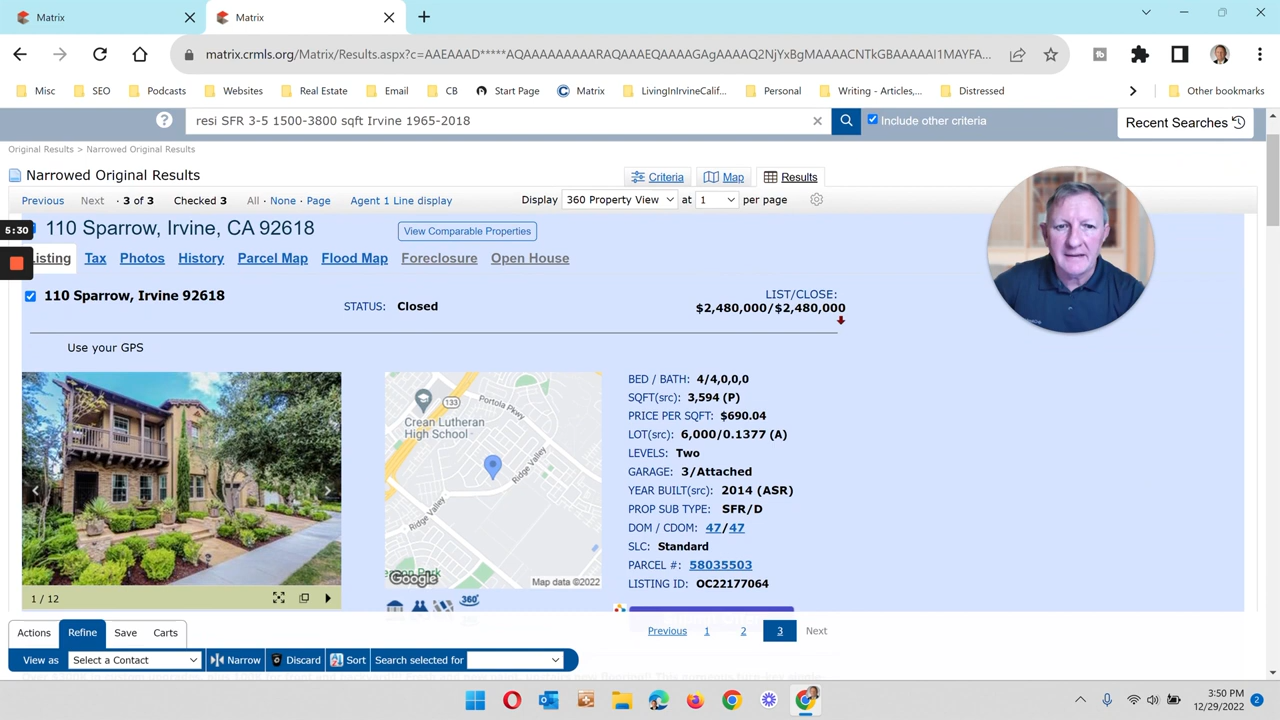 Matrix
Matrix
matrix.crmls.org/Matrix/Results.aspx?c=AAEAAAD*****AQAAAAAAAAARAQAAAEQAAAAGAgAAAAQ2NjYxBgMAAAACNTkGBAAAAAI1MAYFA...
Misc SEO Podcasts Websites Real Estate Email CB Start Page Matrix LivingInIrvineCalif... Personal Writing - Articles,... Distressed Other bookmarks
resi SFR 3-5 1500-3800 sqft Irvine 1965-2018
Include other criteria
Recent Searches
Original Results > Narrowed Original Results
Narrowed Original Results
Criteria Map Results
Previous Next · 3 of 3 Checked 3 All · None · Page Agent 1 Line display Display 360 Property View at 1 per page
5:30
110 Sparrow, Irvine, CA 92618
View Comparable Properties
Listing Tax Photos History Parcel Map Flood Map Foreclosure Open House
110 Sparrow, Irvine 92618
STATUS: Closed
LIST/CLOSE:
$2,480,000/$2,480,000
Use your GPS
133
Portola Pkwy
Crean Lutheran
High School
Ridge Valley
Ridge Valley
Google
Map data ©2022
BED / BATH: 4/4,0,0,0
SQFT(src): 3,594 (P)
PRICE PER SQFT: $690.04
LOT(src): 6,000/0.1377 (A)
LEVELS: Two
GARAGE: 3/Attached
YEAR BUILT(src): 2014 (ASR)
PROP SUB TYPE: SFR/D
DOM / CDOM: 47/47
SLC: Standard
PARCEL #: 58035503
LISTING ID: OC22177064
1 / 12
360°
Actions Refine Save Carts
Previous 1 2 3 Next
View as Select a Contact Narrow Discard Sort Search selected for
3:50 PM
12/29/2022
2